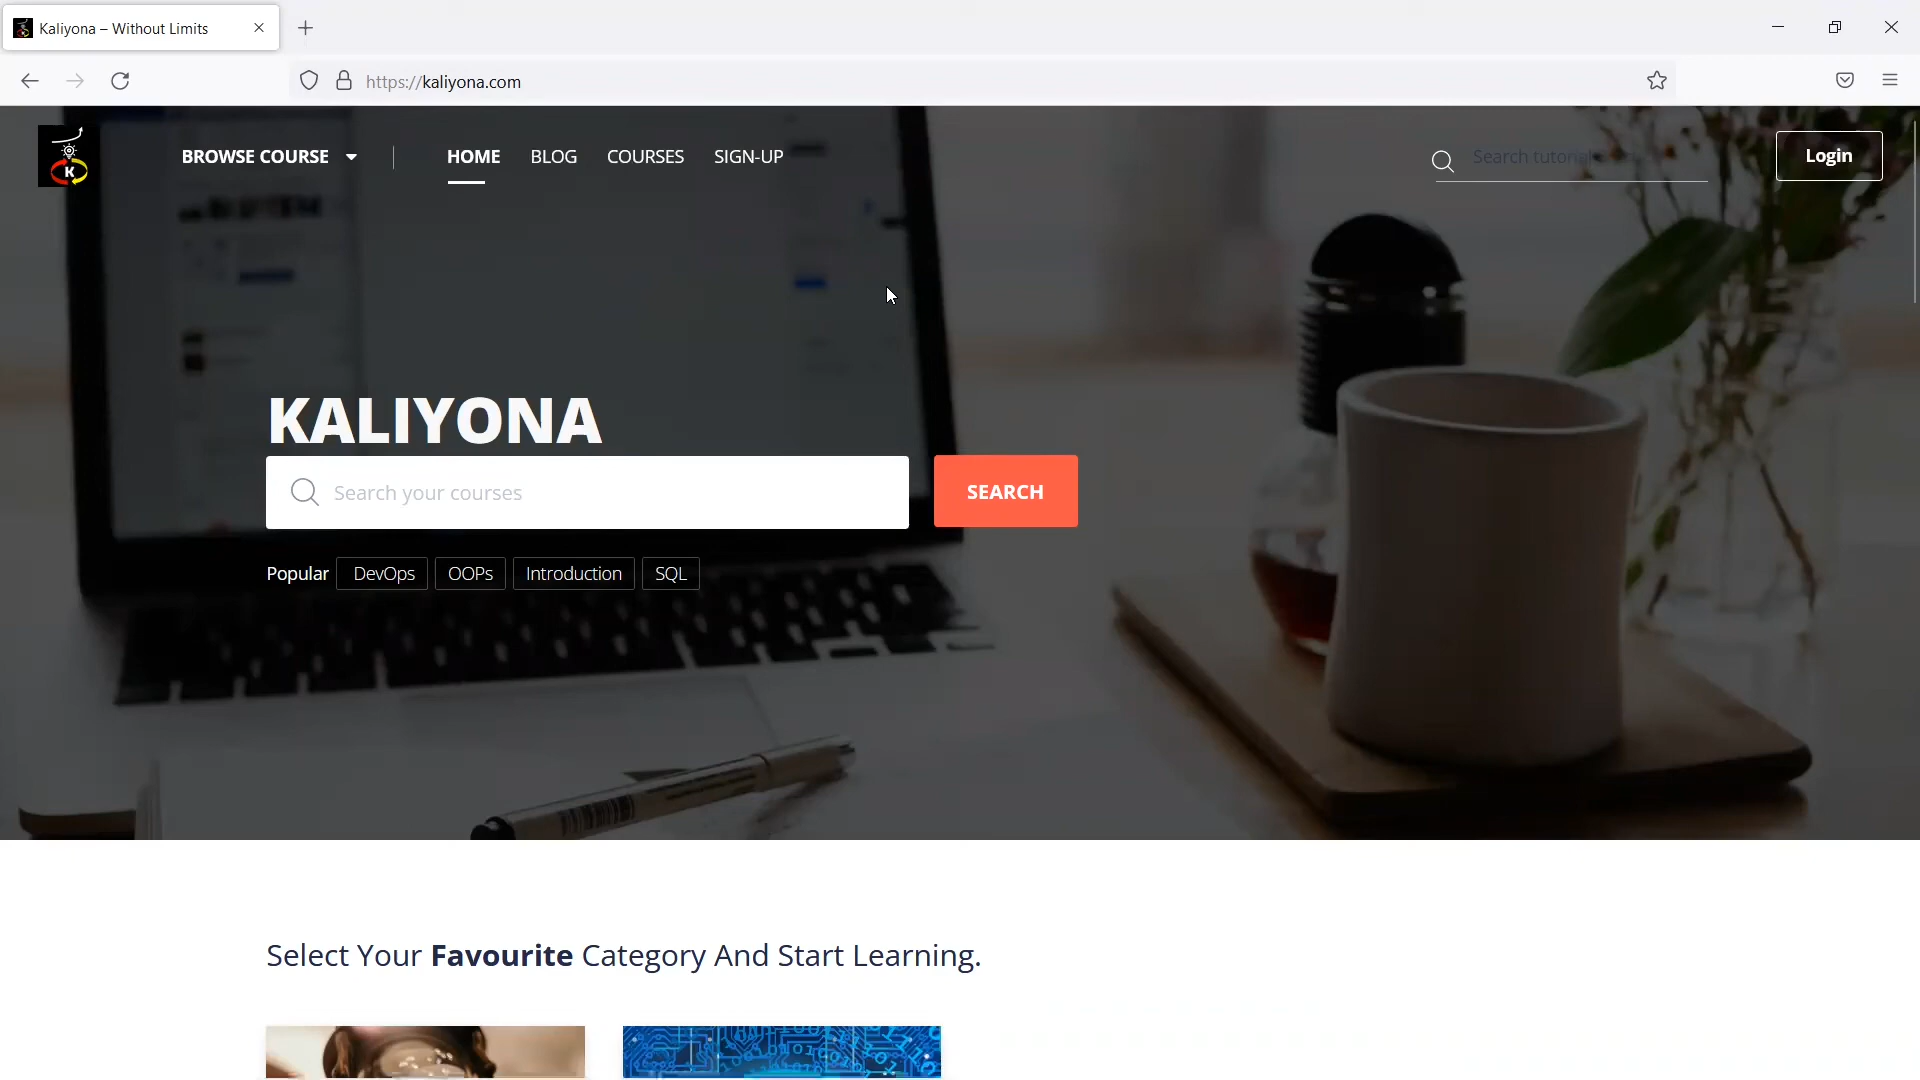 Kaliyona – Without Limits
https://kaliyona.com
K
BROWSE COURSE
HOME
BLOG
COURSES
SIGN-UP
Search
Login
KALIYONA
Search your courses
SEARCH
Popular
DevOps
OOPs
Introduction
SQL
Select Your Favourite Category And Start Learning.